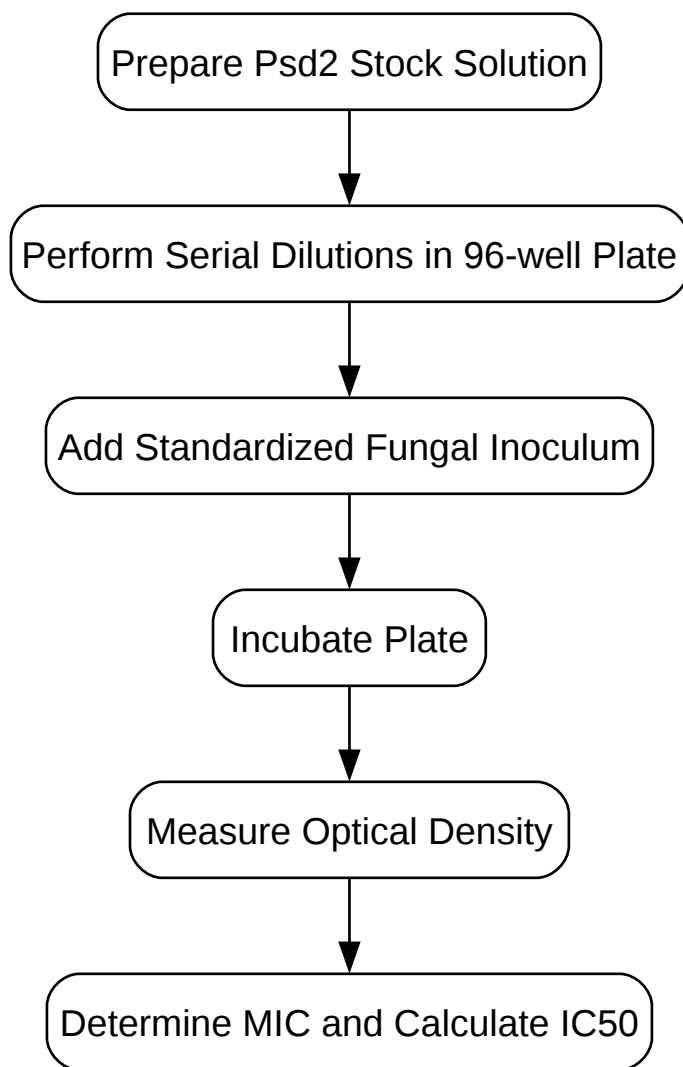 Prepare Psd2 Stock Solution
Perform Serial Dilutions in 96-well Plate
Add Standardized Fungal Inoculum
Incubate Plate
Measure Optical Density
Determine MIC and Calculate IC50